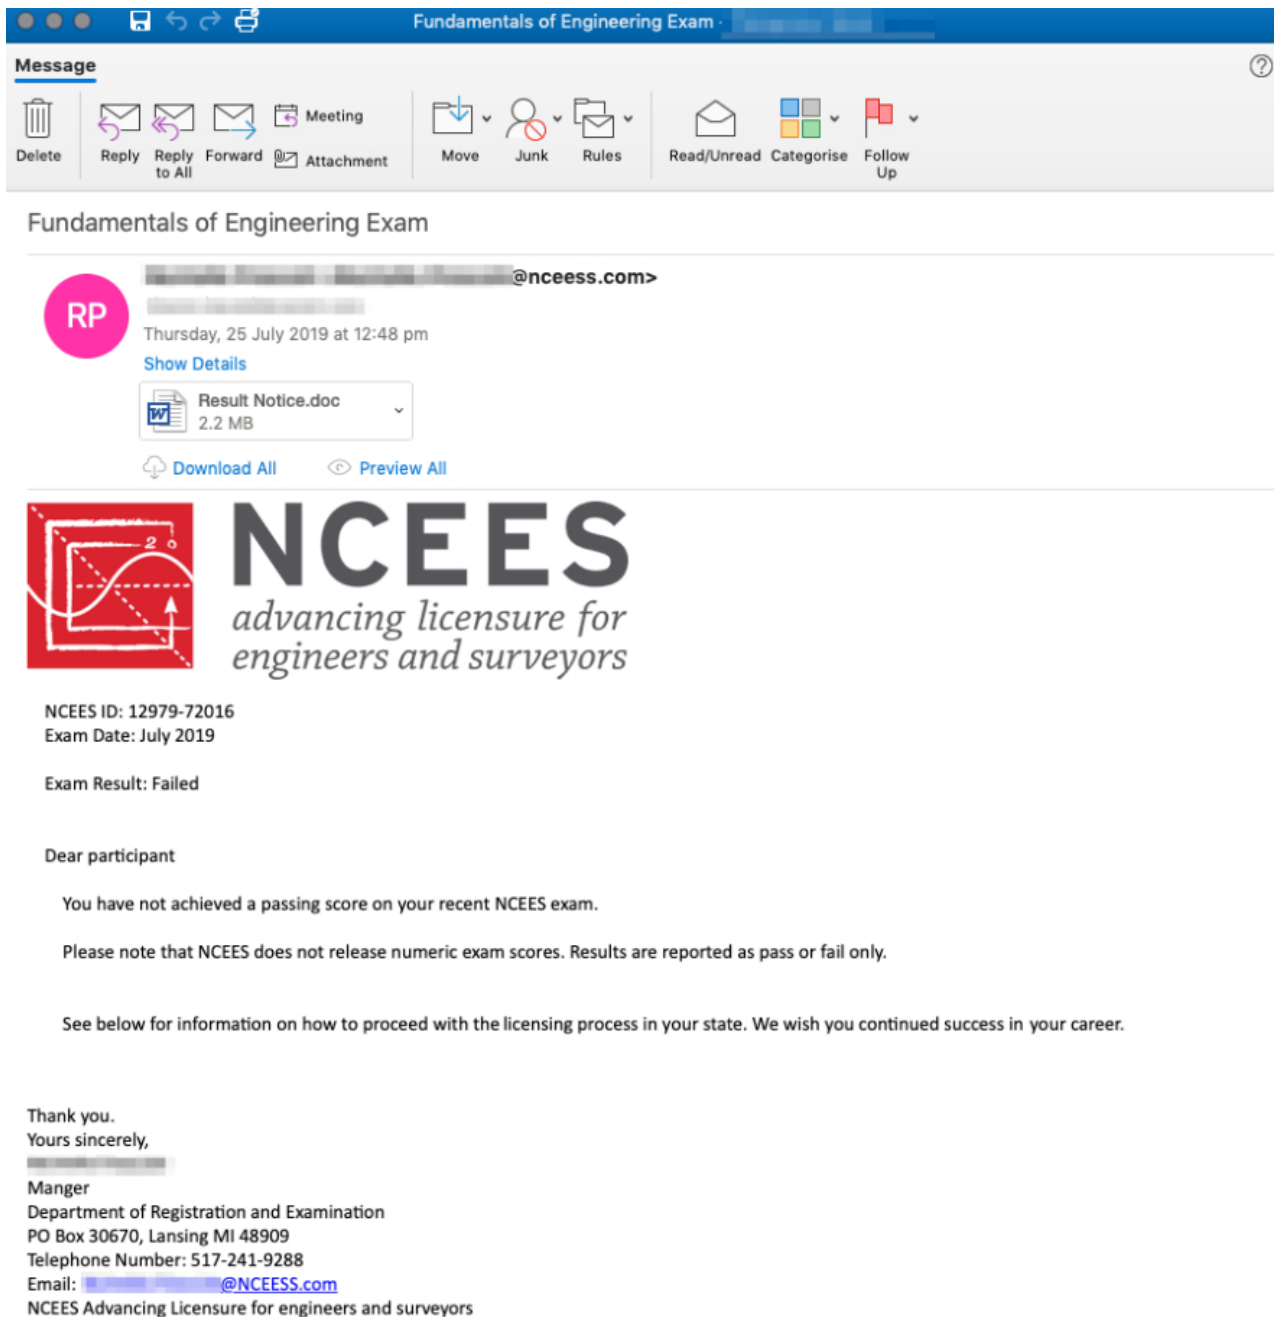 Fundamentals of Engineering Exam -
Message
Delete
Reply
Reply to All
Forward
Meeting
Attachment
Move
Junk
Rules
Read/Unread
Categorise
Follow Up
Fundamentals of Engineering Exam
RP
@nceess.com>
Thursday, 25 July 2019 at 12:48 pm
Show Details
Result Notice.doc
2.2 MB
Download All
Preview All
NCEES
advancing licensure for
engineers and surveyors
NCEES ID: 12979-72016
Exam Date: July 2019
Exam Result: Failed
Dear participant
You have not achieved a passing score on your recent NCEES exam.
Please note that NCEES does not release numeric exam scores. Results are reported as pass or fail only.
See below for information on how to proceed with the licensing process in your state. We wish you continued success in your career.
Thank you.
Yours sincerely,
Manger
Department of Registration and Examination
PO Box 30670, Lansing MI 48909
Telephone Number: 517-241-9288
Email: @NCEESS.com
NCEES Advancing Licensure for engineers and surveyors